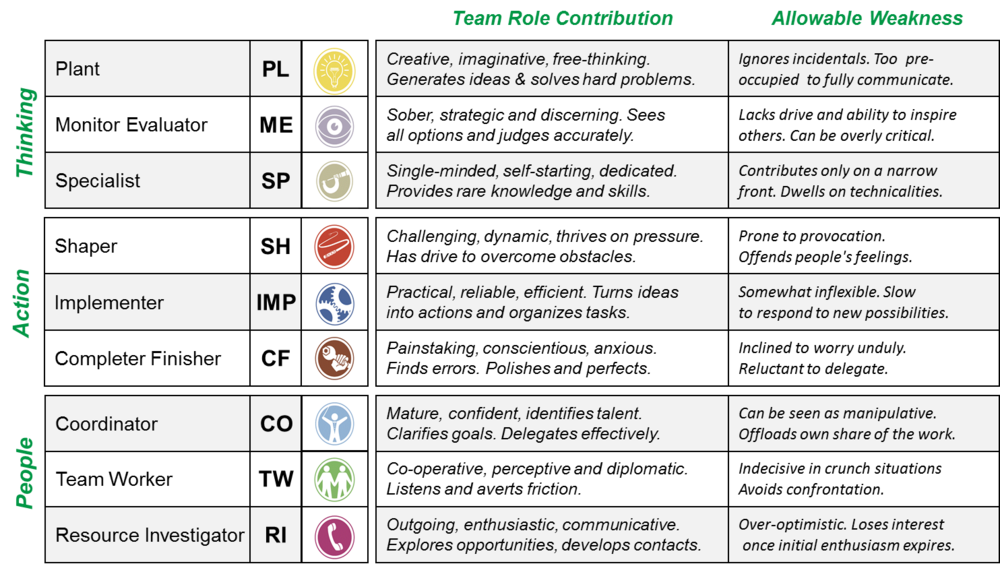 Team Role Contribution
Allowable Weakness
Thinking
Plant
PL
Creative, imaginative, free-thinking.
Generates ideas & solves hard problems.
Ignores incidentals. Too pre-
occupied to fully communicate.
Monitor Evaluator
ME
Sober, strategic and discerning. Sees
all options and judges accurately.
Lacks drive and ability to inspire
others. Can be overly critical.
Specialist
SP
Single-minded, self-starting, dedicated.
Provides rare knowledge and skills.
Contributes only on a narrow
front. Dwells on technicalities.
Action
Shaper
SH
Challenging, dynamic, thrives on pressure.
Has drive to overcome obstacles.
Prone to provocation.
Offends people's feelings.
Implementer
IMP
Practical, reliable, efficient. Turns ideas
into actions and organizes tasks.
Somewhat inflexible. Slow
to respond to new possibilities.
Completer Finisher
CF
Painstaking, conscientious, anxious.
Finds errors. Polishes and perfects.
Inclined to worry unduly.
Reluctant to delegate.
People
Coordinator
CO
Mature, confident, identifies talent.
Clarifies goals. Delegates effectively.
Can be seen as manipulative.
Offloads own share of the work.
Team Worker
TW
Co-operative, perceptive and diplomatic.
Listens and averts friction.
Indecisive in crunch situations
Avoids confrontation.
Resource Investigator
RI
Outgoing, enthusiastic, communicative.
Explores opportunities, develops contacts.
Over-optimistic. Loses interest
once initial enthusiasm expires.